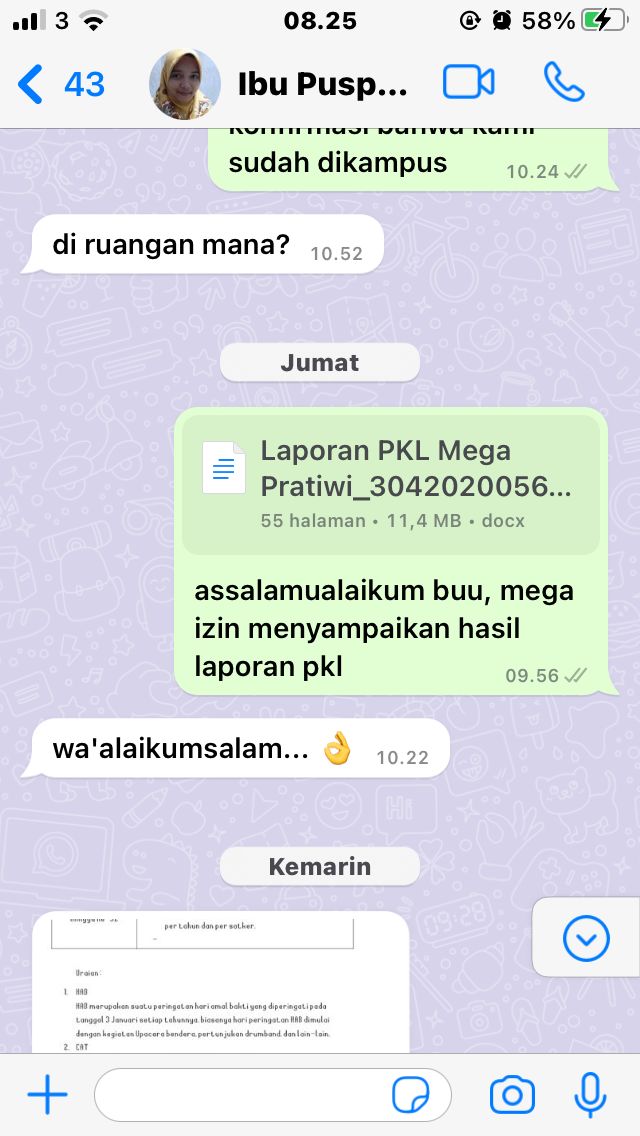 3
08.25
58%
43
Ibu Pusp...
konfirmasi bahwa kami
sudah dikampus
10.24
di ruangan mana?
10.52
Jumat
Laporan PKL Mega
Pratiwi_3042020056...
55 halaman • 11,4 MB • docx
assalamualaikum buu, mega
izin menyampaikan hasil
laporan pkl
09.56
wa'alaikumsalam... 👌
10.22
Kemarin
per tahun dan per satker.
Uraian:
1. HAB
HAB merupakan suatu peringatan hari amal bakti yang diperingati pada
tanggal 3 Januari setiap tahunnya. biasanya hari peringatan HAB dimulai
dengan kegiatan Upacara bendera, pertunjukan drumband, dan lain-lain.
2. CAT